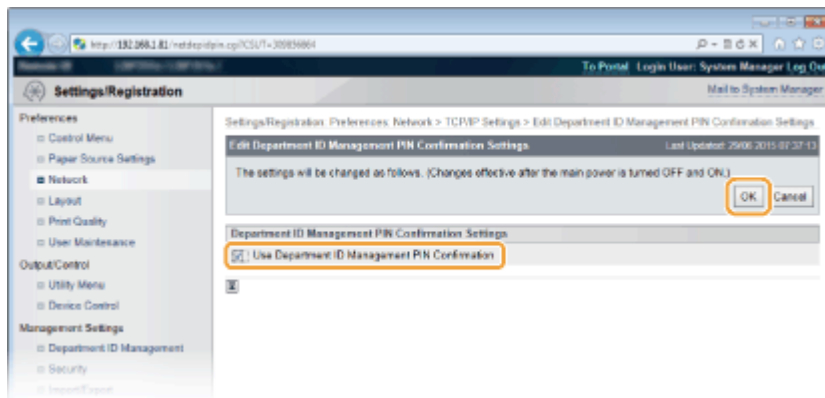 http://192.168.1.81/netdepidpin.cgi?CSUT=309896864
To Portal Login User: System Manager Log Ou
Settings/Registration
Mail to System Manager
Preferences
Control Menu
Paper Source Settings
Network
Layout
Print Quality
User Maintenance
Output/Control
Utility Menu
Device Control
Management Settings
Department ID Management
Security
Import/Export
Settings/Registration: Preferences: Network > TCP/IP Settings > Edit Department ID Management PIN Confirmation Settings
Edit Department ID Management PIN Confirmation Settings
Last Updated: 29/06 2015 07:37:13
The settings will be changed as follows. (Changes effective after the main power is turned OFF and ON.)
OK Cancel
Department ID Management PIN Confirmation Settings
Use Department ID Management PIN Confirmation